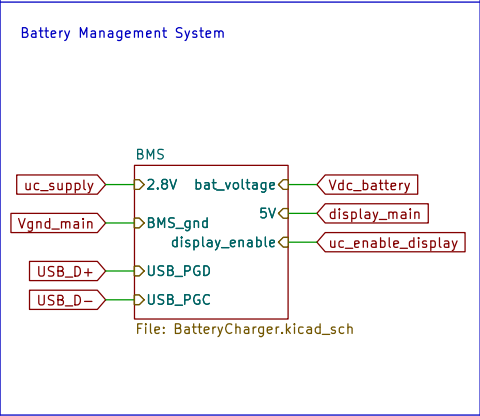 Battery Management System
BMS
uc_supply 2.8V bat_voltage Vdc_battery
5V display_main
Vgnd_main BMS_gnd
display_enable uc_enable_display
USB_D+ USB_PGD
USB_D- USB_PGC
File: BatteryCharger.kicad_sch